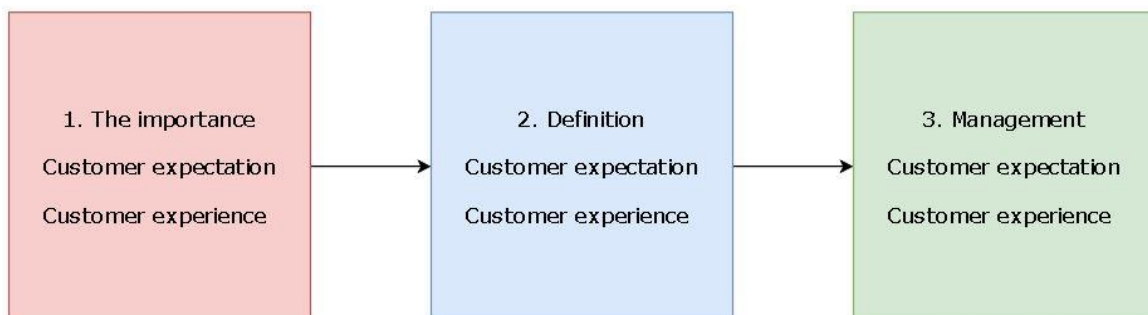 1. The importance
Customer expectation
Customer experience
2. Definition
Customer expectation
Customer experience
3. Management
Customer expectation
Customer experience